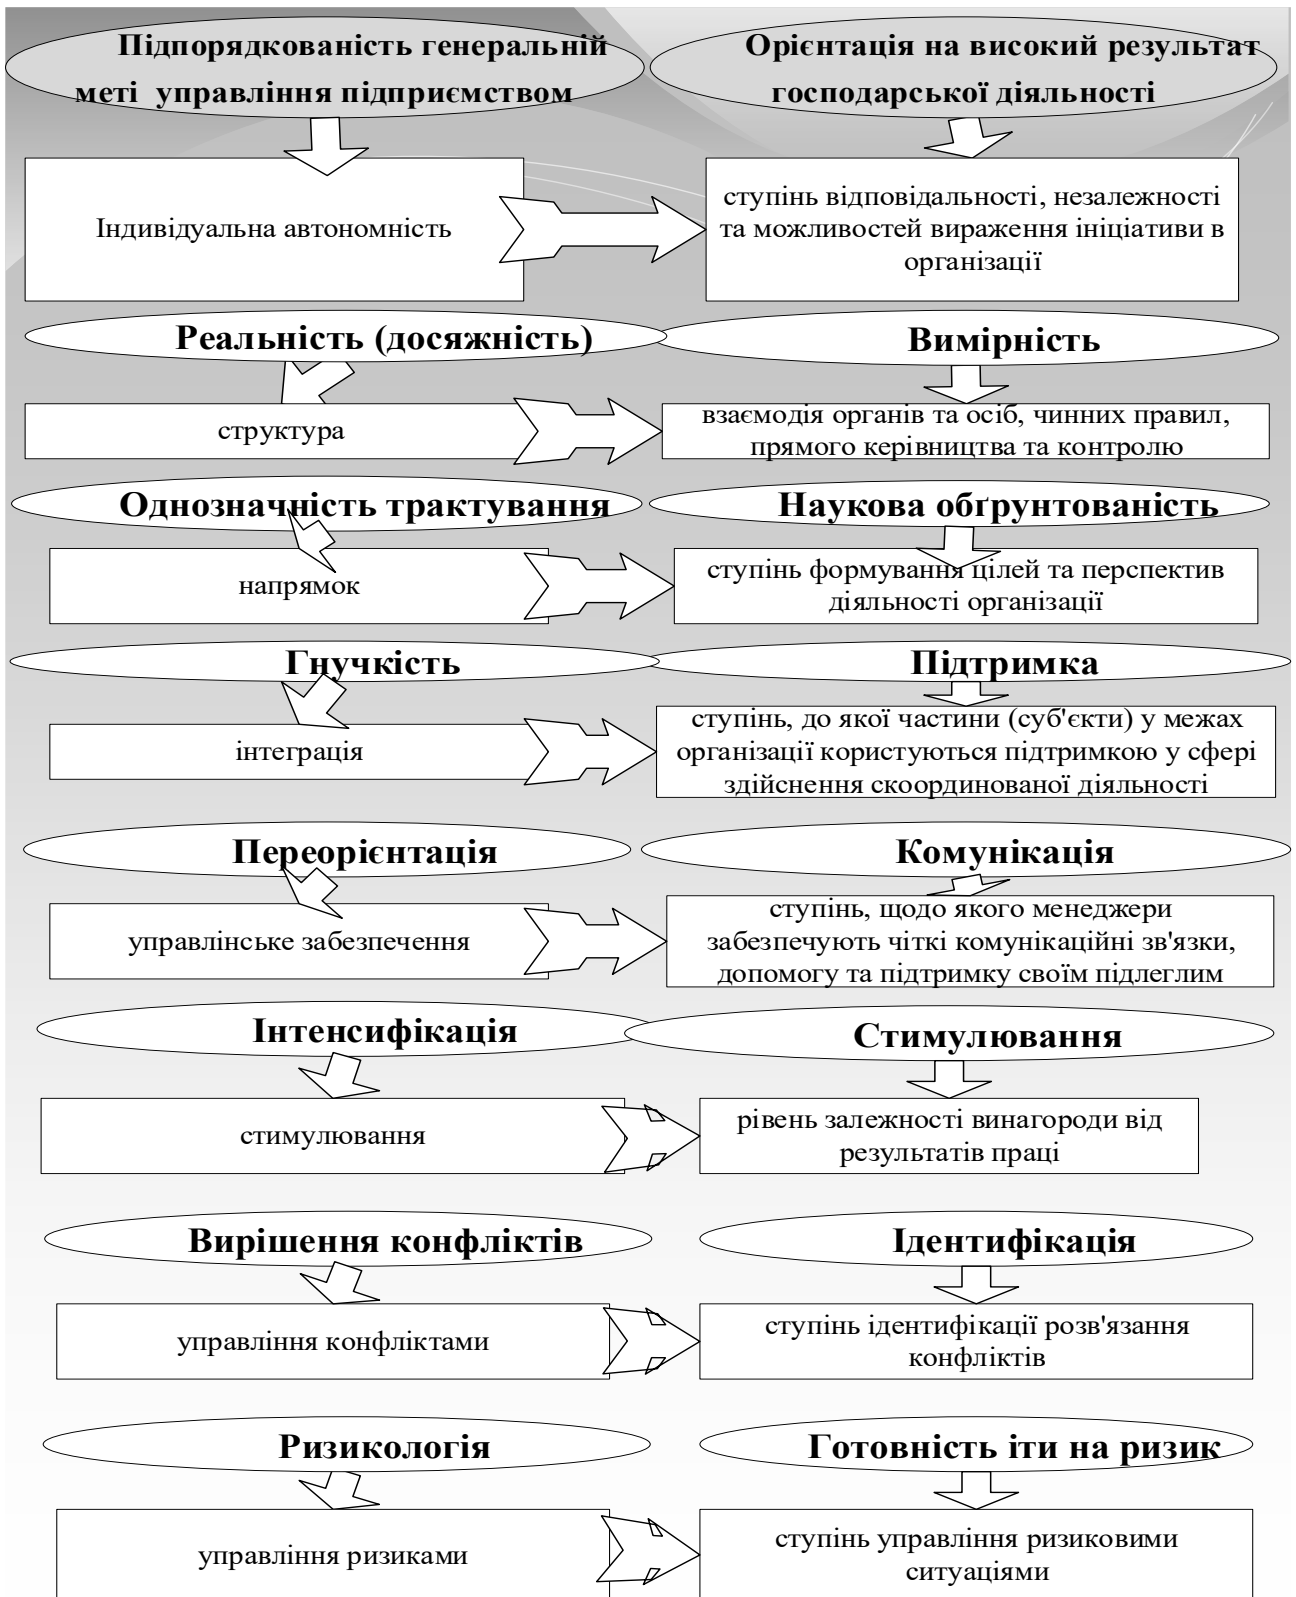 Підпорядкованість генеральній
меті управління підприємством
Орієнтація на високий результат
господарської діяльності
Індивідуальна автономність
ступінь відповідальності, незалежності
та можливостей вираження ініціативи в
організації
Реальність (досяжність)
Вимірність
структура
взаємодія органів та осіб, чинних правил,
прямого керівництва та контролю
Однозначність трактування
Наукова обґрунтованість
напрямок
ступінь формування цілей та перспектив
діяльності організації
Гнучкість
Підтримка
інтеграція
ступінь, до якої частини (суб'єкти) у межах
організації користуються підтримкою у сфері
здійснення скоординованої діяльності
Переорієнтація
Комунікація
управлінське забезпечення
ступінь, щодо якого менеджери
забезпечують чіткі комунікаційні зв'язки,
допомогу та підтримку своїм підлеглим
Інтенсифікація
Стимулювання
стимулювання
рівень залежності винагороди від
результатів праці
Вирішення конфліктів
Ідентифікація
управління конфліктами
ступінь ідентифікації розв'язання
конфліктів
Ризикологія
Готовність іти на ризик
управління ризиками
ступінь управління ризиковими
ситуаціями